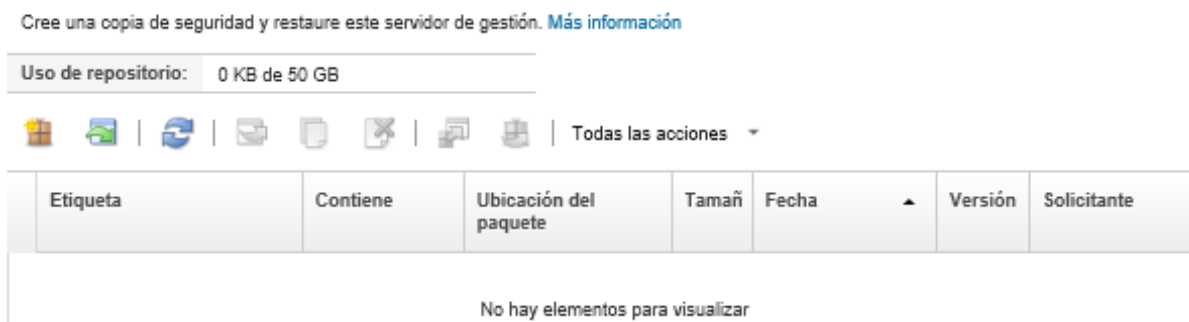 Cree una copia de seguridad y restaure este servidor de gestión. Más información
Uso de repositorio: 0 KB de 50 GB
Todas las acciones
Etiqueta Contiene Ubicación del paquete Tamañ Fecha Versión Solicitante
No hay elementos para visualizar